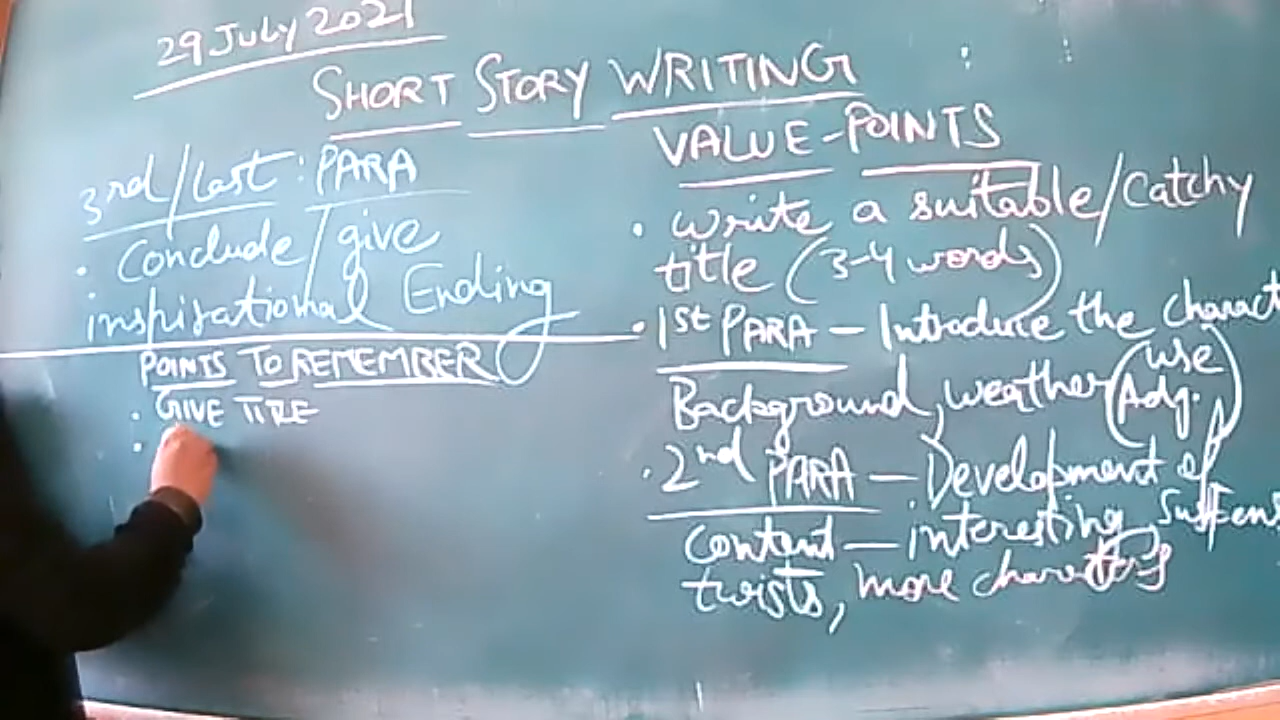 29 July 2021
SHORT STORY WRITING
VALUE-POINTS
• write a suitable/catchy
title (3-4 words)
• 1st PARA – Introduce the charact
Background, weather (use
Adj.)
• 2nd PARA – Development of
content – interesting, suspens
twists, more characters
3rd/last: PARA
• Conclude/give
inspirational Ending
POINTS TO REMEMBER
• GIVE
•